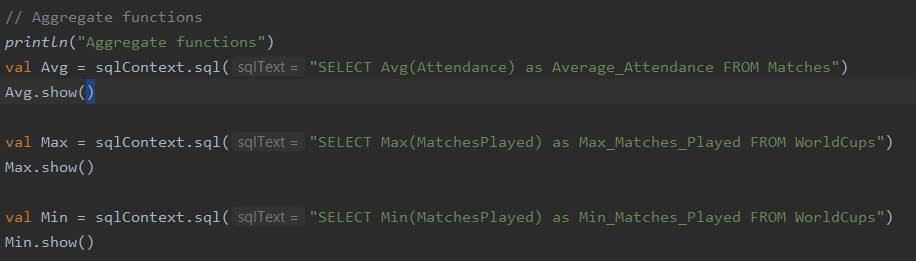 // Aggregate functions
println("Aggregate functions")
val Avg = sqlContext.sql( sqlText = "SELECT Avg(Attendance) as Average_Attendance FROM Matches")
Avg.show()
val Max = sqlContext.sql( sqlText = "SELECT Max(MatchesPlayed) as Max_Matches_Played FROM WorldCups")
Max.show()
val Min = sqlContext.sql( sqlText = "SELECT Min(MatchesPlayed) as Min_Matches_Played FROM WorldCups")
Min.show()